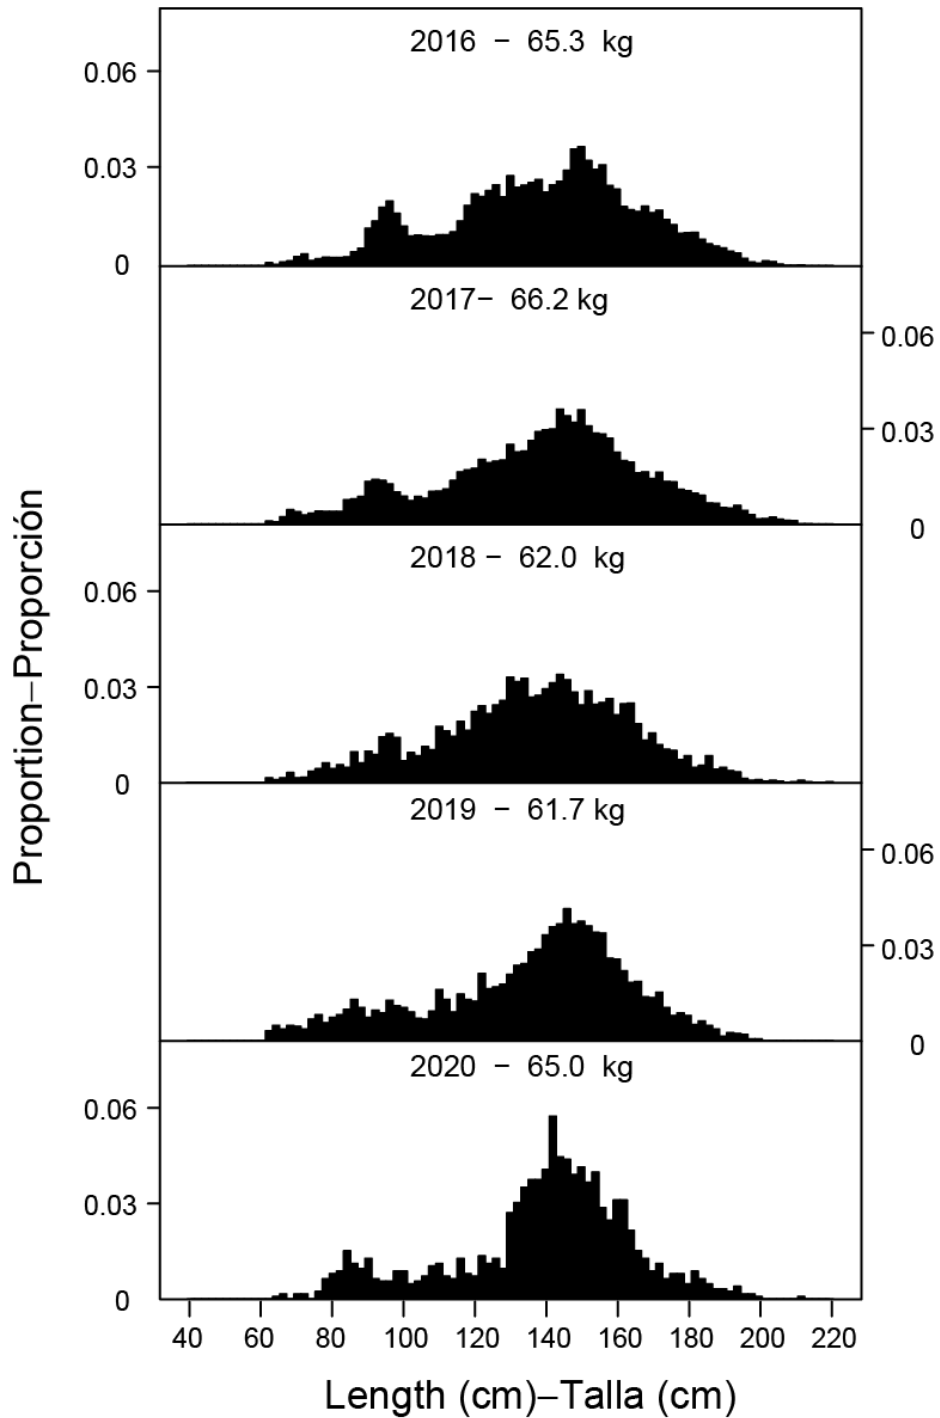 2016 − 65.3 kg
0.06
0.03
0
2017− 66.2 kg
0.06
0.03
0
2018 − 62.0 kg
0.06
0.03
0
2019 − 61.7 kg
0.06
0.03
0
2020 − 65.0 kg
0.06
0.03
0
40 60 80 100 120 140 160 180 200 220
Length (cm)−Talla (cm)
Proportion−Proporción